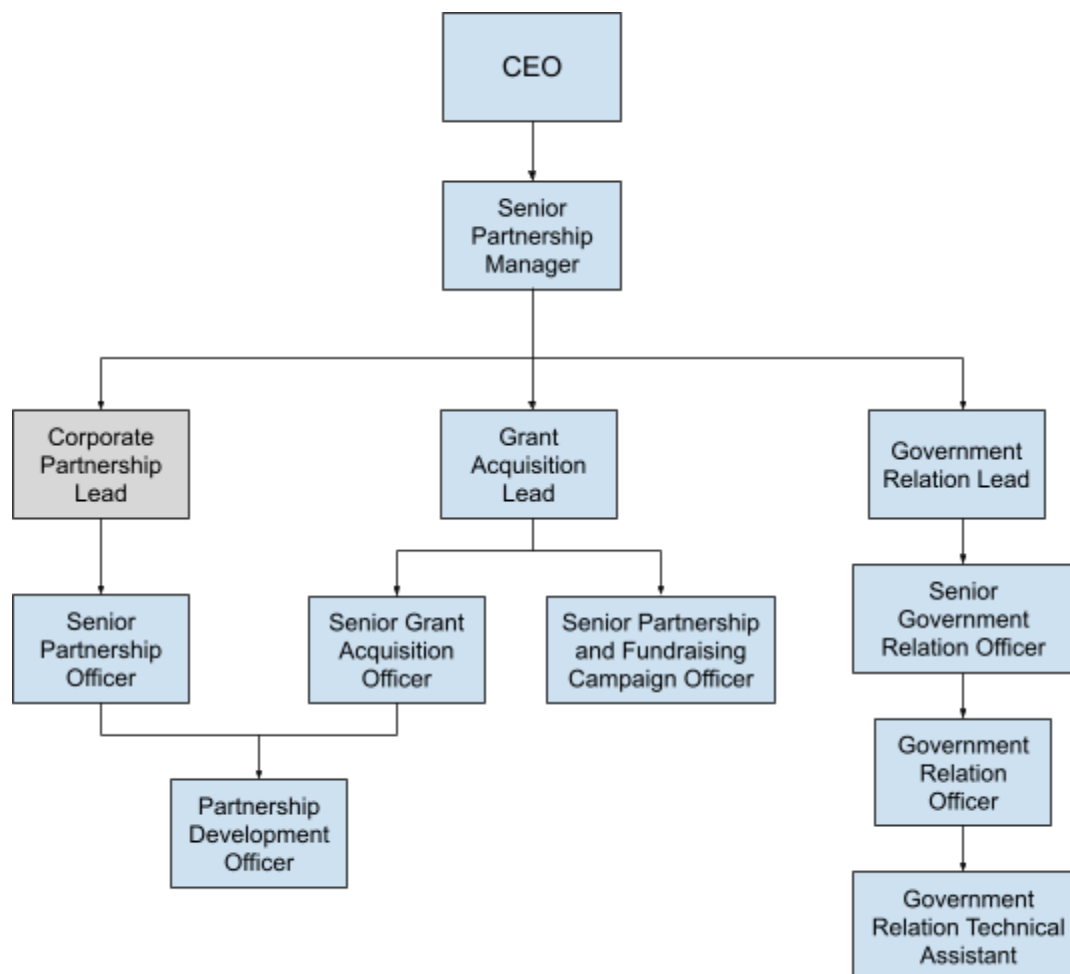 CEO
Senior
Partnership
Manager
Corporate
Partnership
Lead
Grant
Acquisition
Lead
Government
Relation Lead
Senior
Partnership
Officer
Senior Grant
Acquisition
Officer
Senior Partnership
and Fundraising
Campaign Officer
Senior
Government
Relation Officer
Partnership
Development
Officer
Government
Relation
Officer
Government
Relation Technical
Assistant